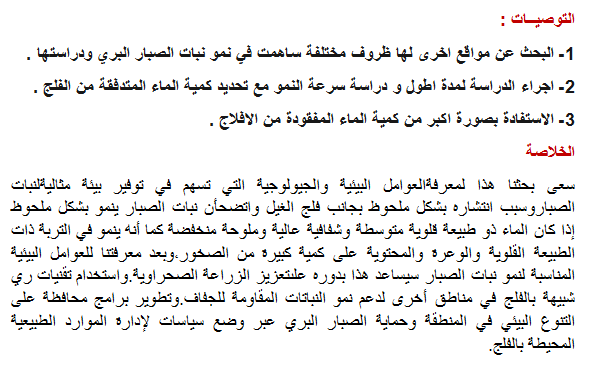 التوصيــات :
1- البحث عن مواقع اخرى لها ظروف مختلفة ساهمت في نمو نبات الصبار البري ودراستها .
2- اجراء الدراسة لمدة اطول و دراسة سرعة النمو مع تحديد كمية الماء المتدفقة من الفلج .
3- الاستفادة بصورة اكبر من كمية الماء المفقودة من الافلاج .
الخلاصة
سعى بحثنا هذا لمعرفةالعوامل البيئية والجيولوجية التي تسهم في توفير بيئة مثاليةلنبات
الصباروسبب انتشاره بشكل ملحوظ بجانب فلج الغيل واتضحأن نبات الصبار ينمو بشكل ملحوظ
إذا كان الماء ذو طبيعة قلوية متوسطة وشفافية عالية وملوحة منخفضة كما أنه ينمو في التربة ذات
الطبيعة القلوية والوعرة والمحتوية على كمية كبيرة من الصخور،وبعد معرفتنا للعوامل البيئية
المناسبة لنمو نبات الصبار سيساعد هذا بدوره علىتعزيز الزراعة الصحراوية.واستخدام تقنيات ري
شبيهة بالفلج في مناطق أخرى لدعم نمو النباتات المقاومة للجفاف.وتطوير برامج محافظة على
التنوع البيئي في المنطقة وحماية الصبار البري عبر وضع سياسات لإدارة الموارد الطبيعية
المحيطة بالفلج.